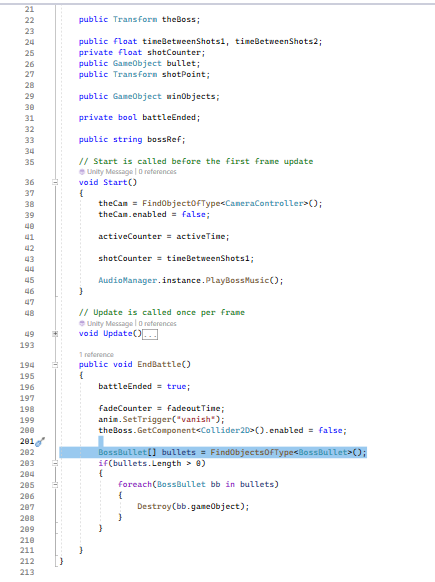 21
22 public Transform theBoss;
23
24 public float timeBetweenShots1, timeBetweenShots2;
25 private float shotCounter;
26 public GameObject bullet;
27 public Transform shotPoint;
28
29 public GameObject winObjects;
30
31 private bool battleEnded;
32
33 public string bossRef;
34
35 // Start is called before the first frame update
Unity Message | 0 references
36 void Start()
37 {
38 theCam = FindObjectOfType<CameraController>();
39 theCam.enabled = false;
40
41 activeCounter = activeTime;
42
43 shotCounter = timeBetweenShots1;
44
45 AudioManager.instance.PlayBossMusic();
46 }
47
48 // Update is called once per frame
Unity Message | 0 references
49 void Update()...
193
1 reference
194 public void EndBattle()
195 {
196 battleEnded = true;
197
198 fadeCounter = fadeoutTime;
199 anim.SetTrigger("vanish");
200 theBoss.GetComponent<Collider2D>().enabled = false;
201
202 BossBullet[] bullets = FindObjectsOfType<BossBullet>();
203 if(bullets.Length > 0)
204 {
205 foreach(BossBullet bb in bullets)
206 {
207 Destroy(bb.gameObject);
208 }
209 }
210
211 }
212 }
213